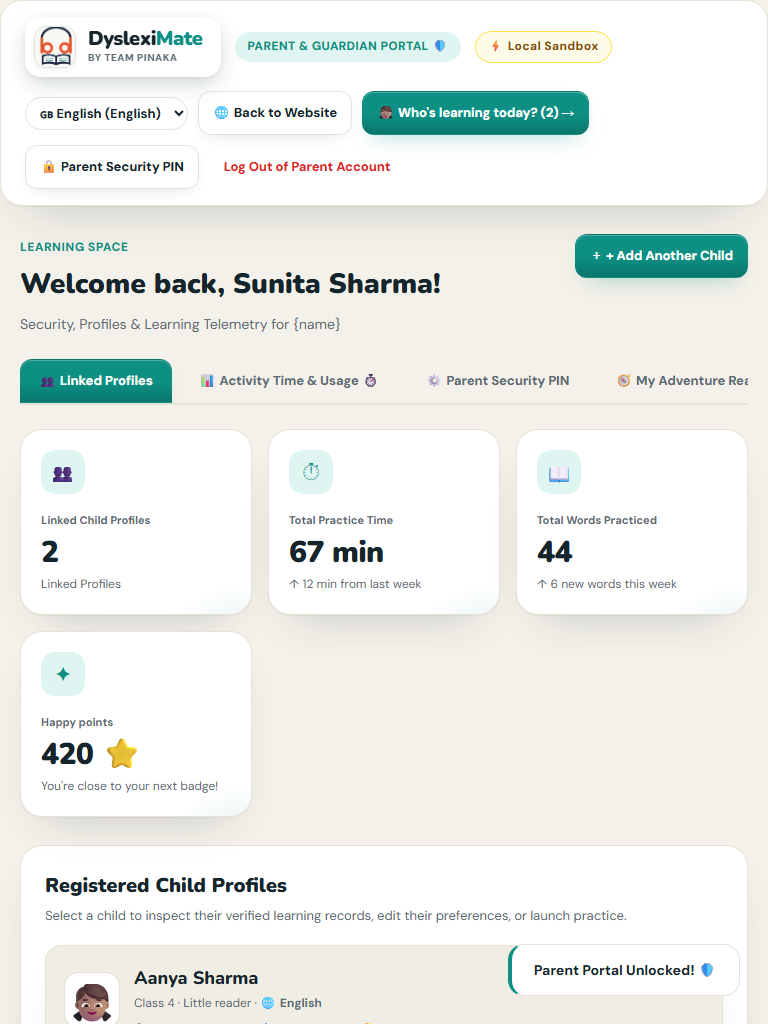 DyslexiMate
BY TEAM PINAKA
PARENT & GUARDIAN PORTAL
Local Sandbox
GB English (English)
Back to Website
Who's learning today? (2) →
Parent Security PIN
Log Out of Parent Account
LEARNING SPACE
+ + Add Another Child
Welcome back, Sunita Sharma!
Security, Profiles & Learning Telemetry for {name}
Linked Profiles
Activity Time & Usage
Parent Security PIN
My Adventure Rea
Linked Child Profiles
2
Linked Profiles
Total Practice Time
67 min
↑ 12 min from last week
Total Words Practiced
44
↑ 6 new words this week
Happy points
420
You're close to your next badge!
Registered Child Profiles
Select a child to inspect their verified learning records, edit their preferences, or launch practice.
Aanya Sharma
Class 4 · Little reader · English
Parent Portal Unlocked!